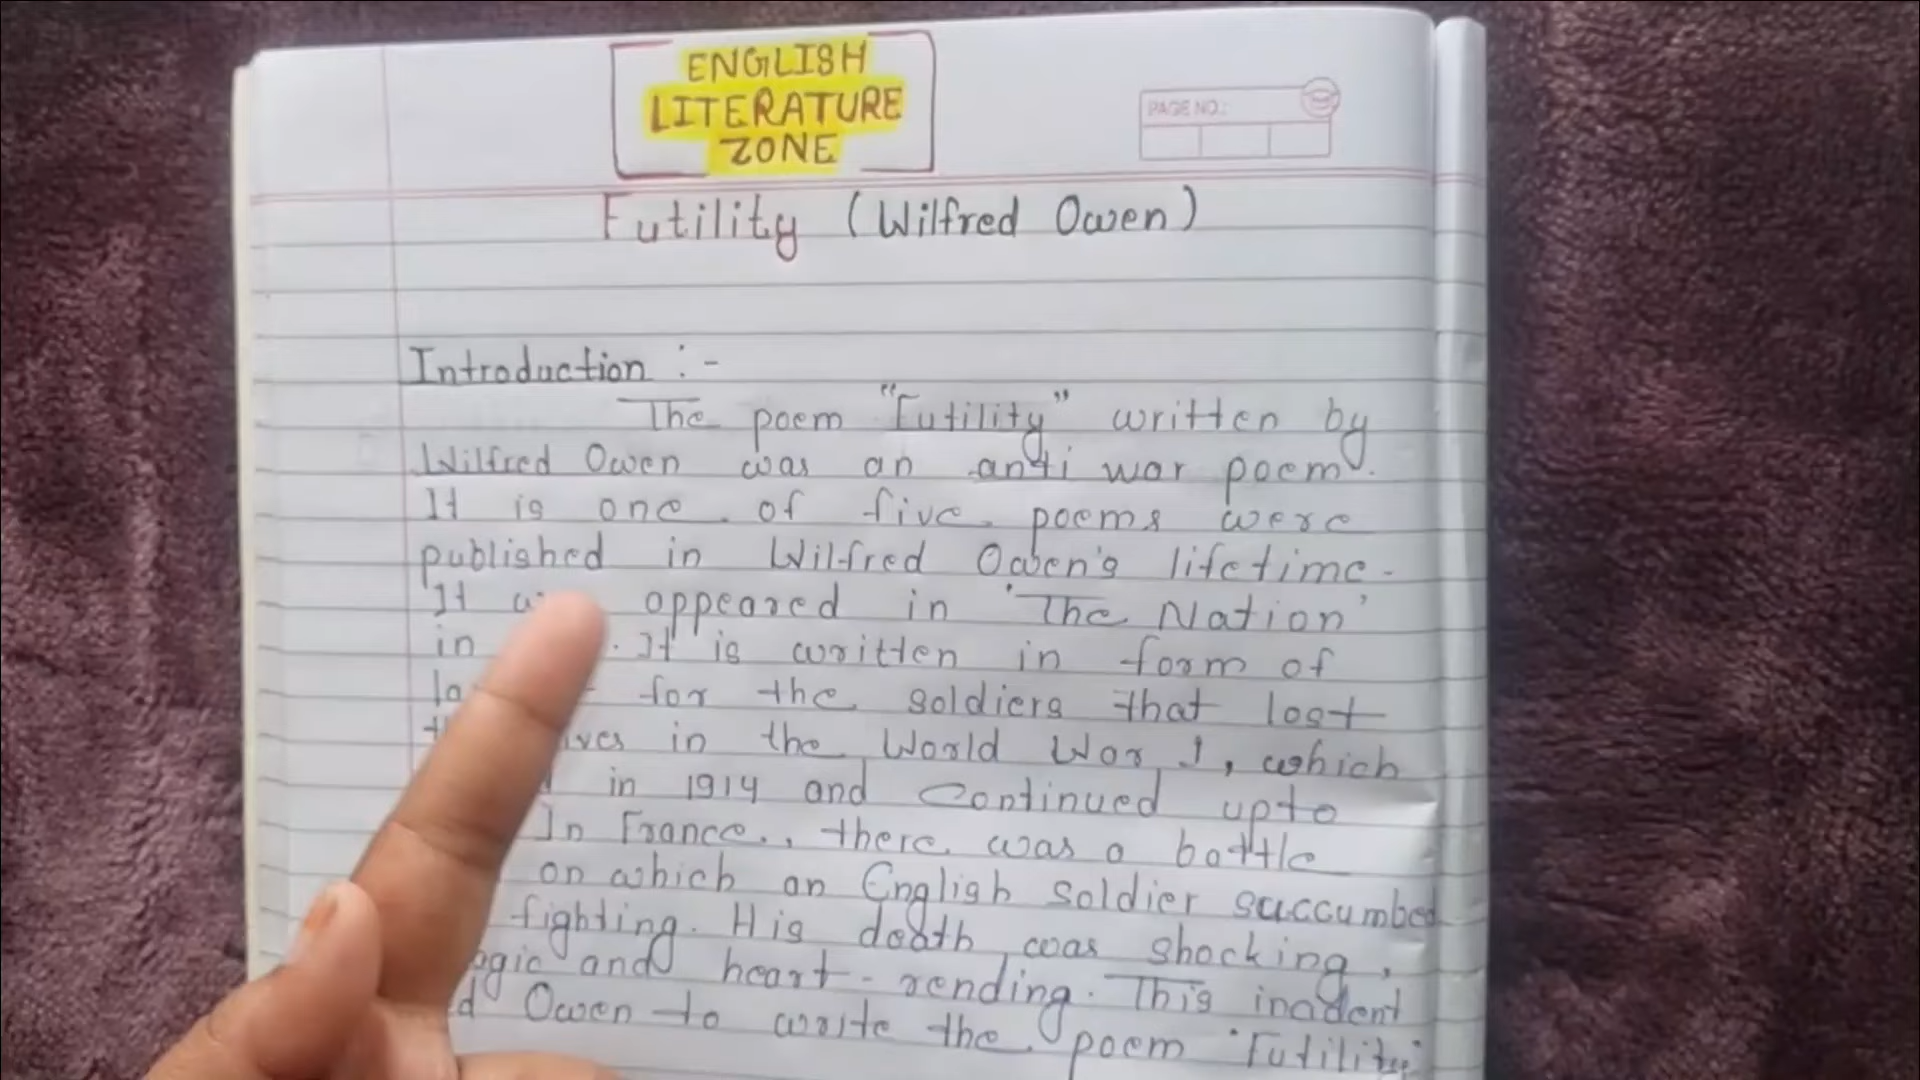 ENGLISH
LITERATURE
ZONE
PAGE NO.:
Futility (Wilfred Owen)
Introduction :-
The poem "Futility" written by
Wilfred Owen was an anti war poem.
It is one of five poems were
published in Wilfred Owen's lifetime.
It appeared in 'The Nation'
in . It is written in form of
for the soldiers that lost
in the World War I, which
in 1914 and continued upto
In France, there was a battle
on which an English soldier succumbed
fighting. His death was shocking,
and heart-rending. This incident
Owen to write the poem 'Futility'